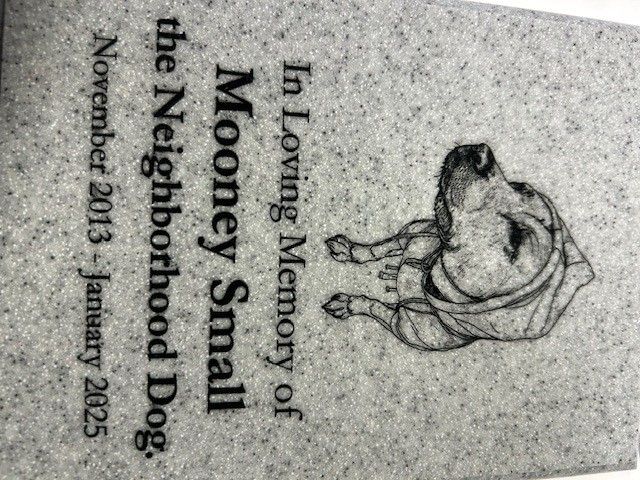 In Loving Memory of
Mooney Small
the Neighborhood Dog.
November 2013 - January 2025